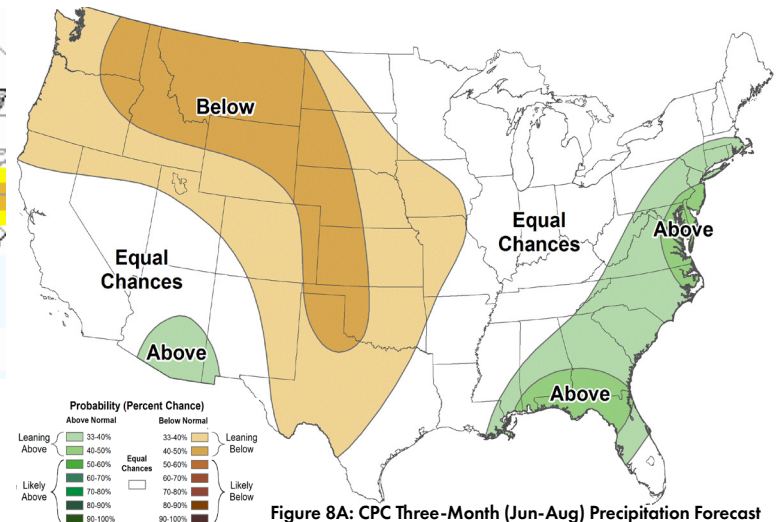 Below
Equal
Chances
Above
Equal
Chances
Above
Above
Probability (Percent Chance)
Above Normal
Below Normal
Leaning
Above
33-40%
40-50%
50-60%
60-70%
70-80%
80-90%
90-100%
Likely
Above
Equal
Chances
33-40%
40-50%
50-60%
60-70%
70-80%
80-90%
90-100%
Leaning
Below
Likely
Below
Figure 8A: CPC Three-Month (Jun-Aug) Precipitation Forecast